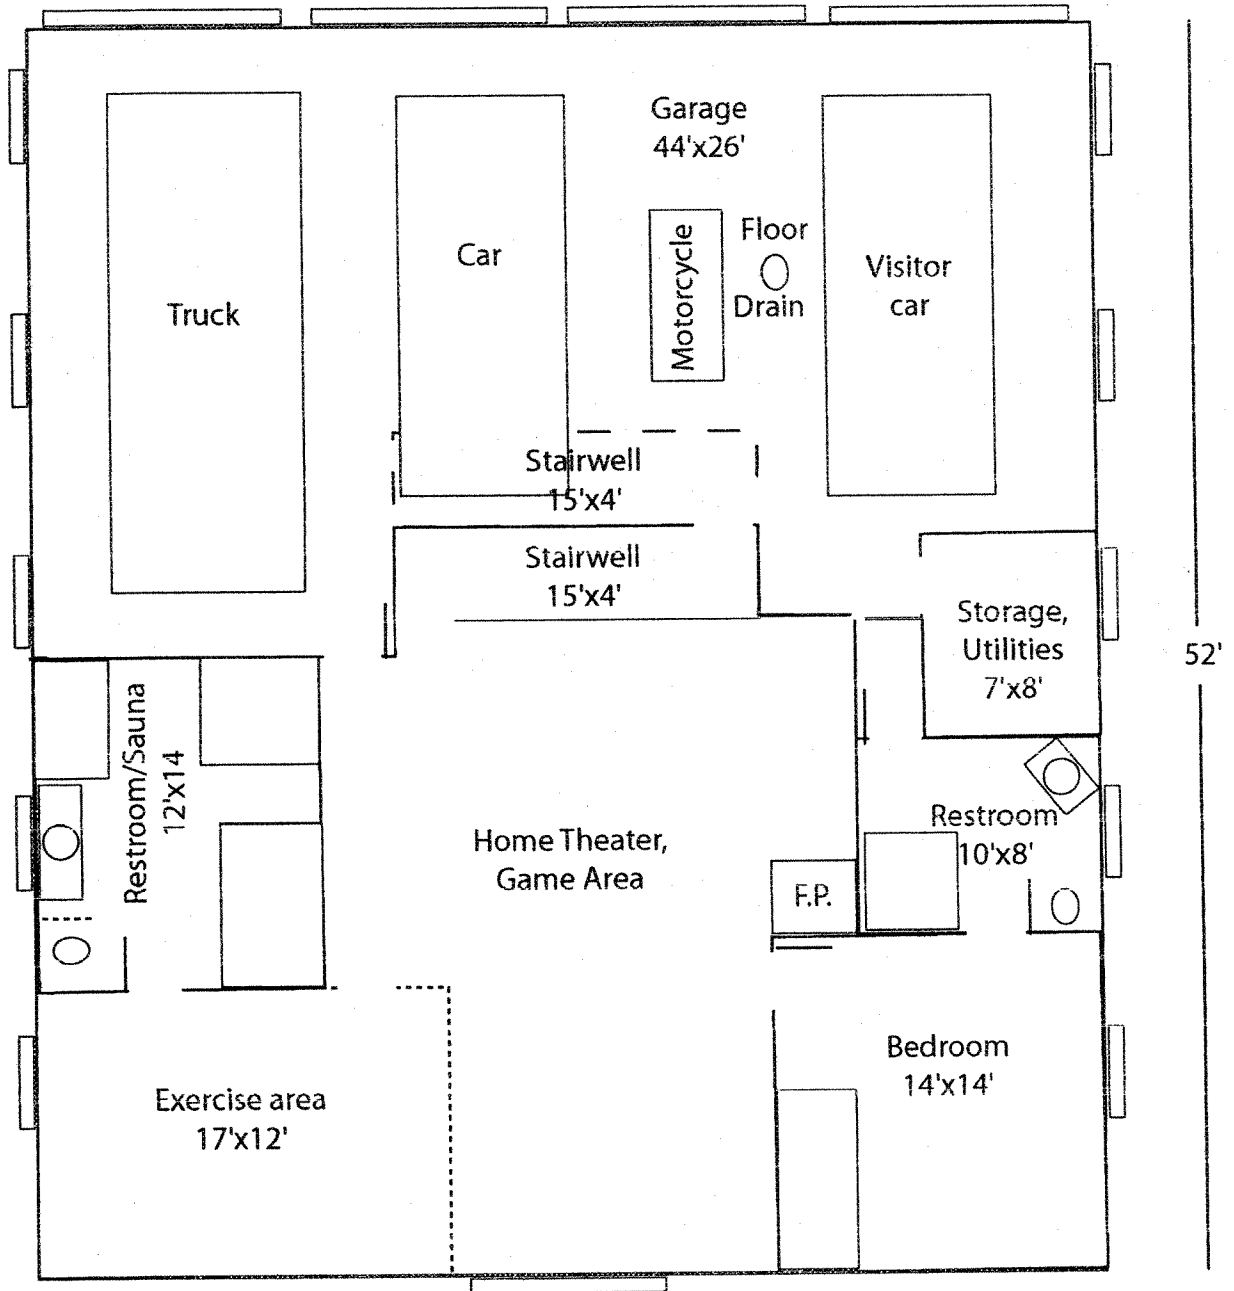 Garage
44'x26'
Floor
Drain
Motorcycle
Car
Visitor
car
Truck
Stairwell
15'x4'
Stairwell
15'x4'
Storage,
Utilities
7'x8'
52'
Restroom/Sauna
12'x14
Home Theater,
Game Area
Restroom
10'x8'
F.P.
Bedroom
14'x14'
Exercise area
17'x12'